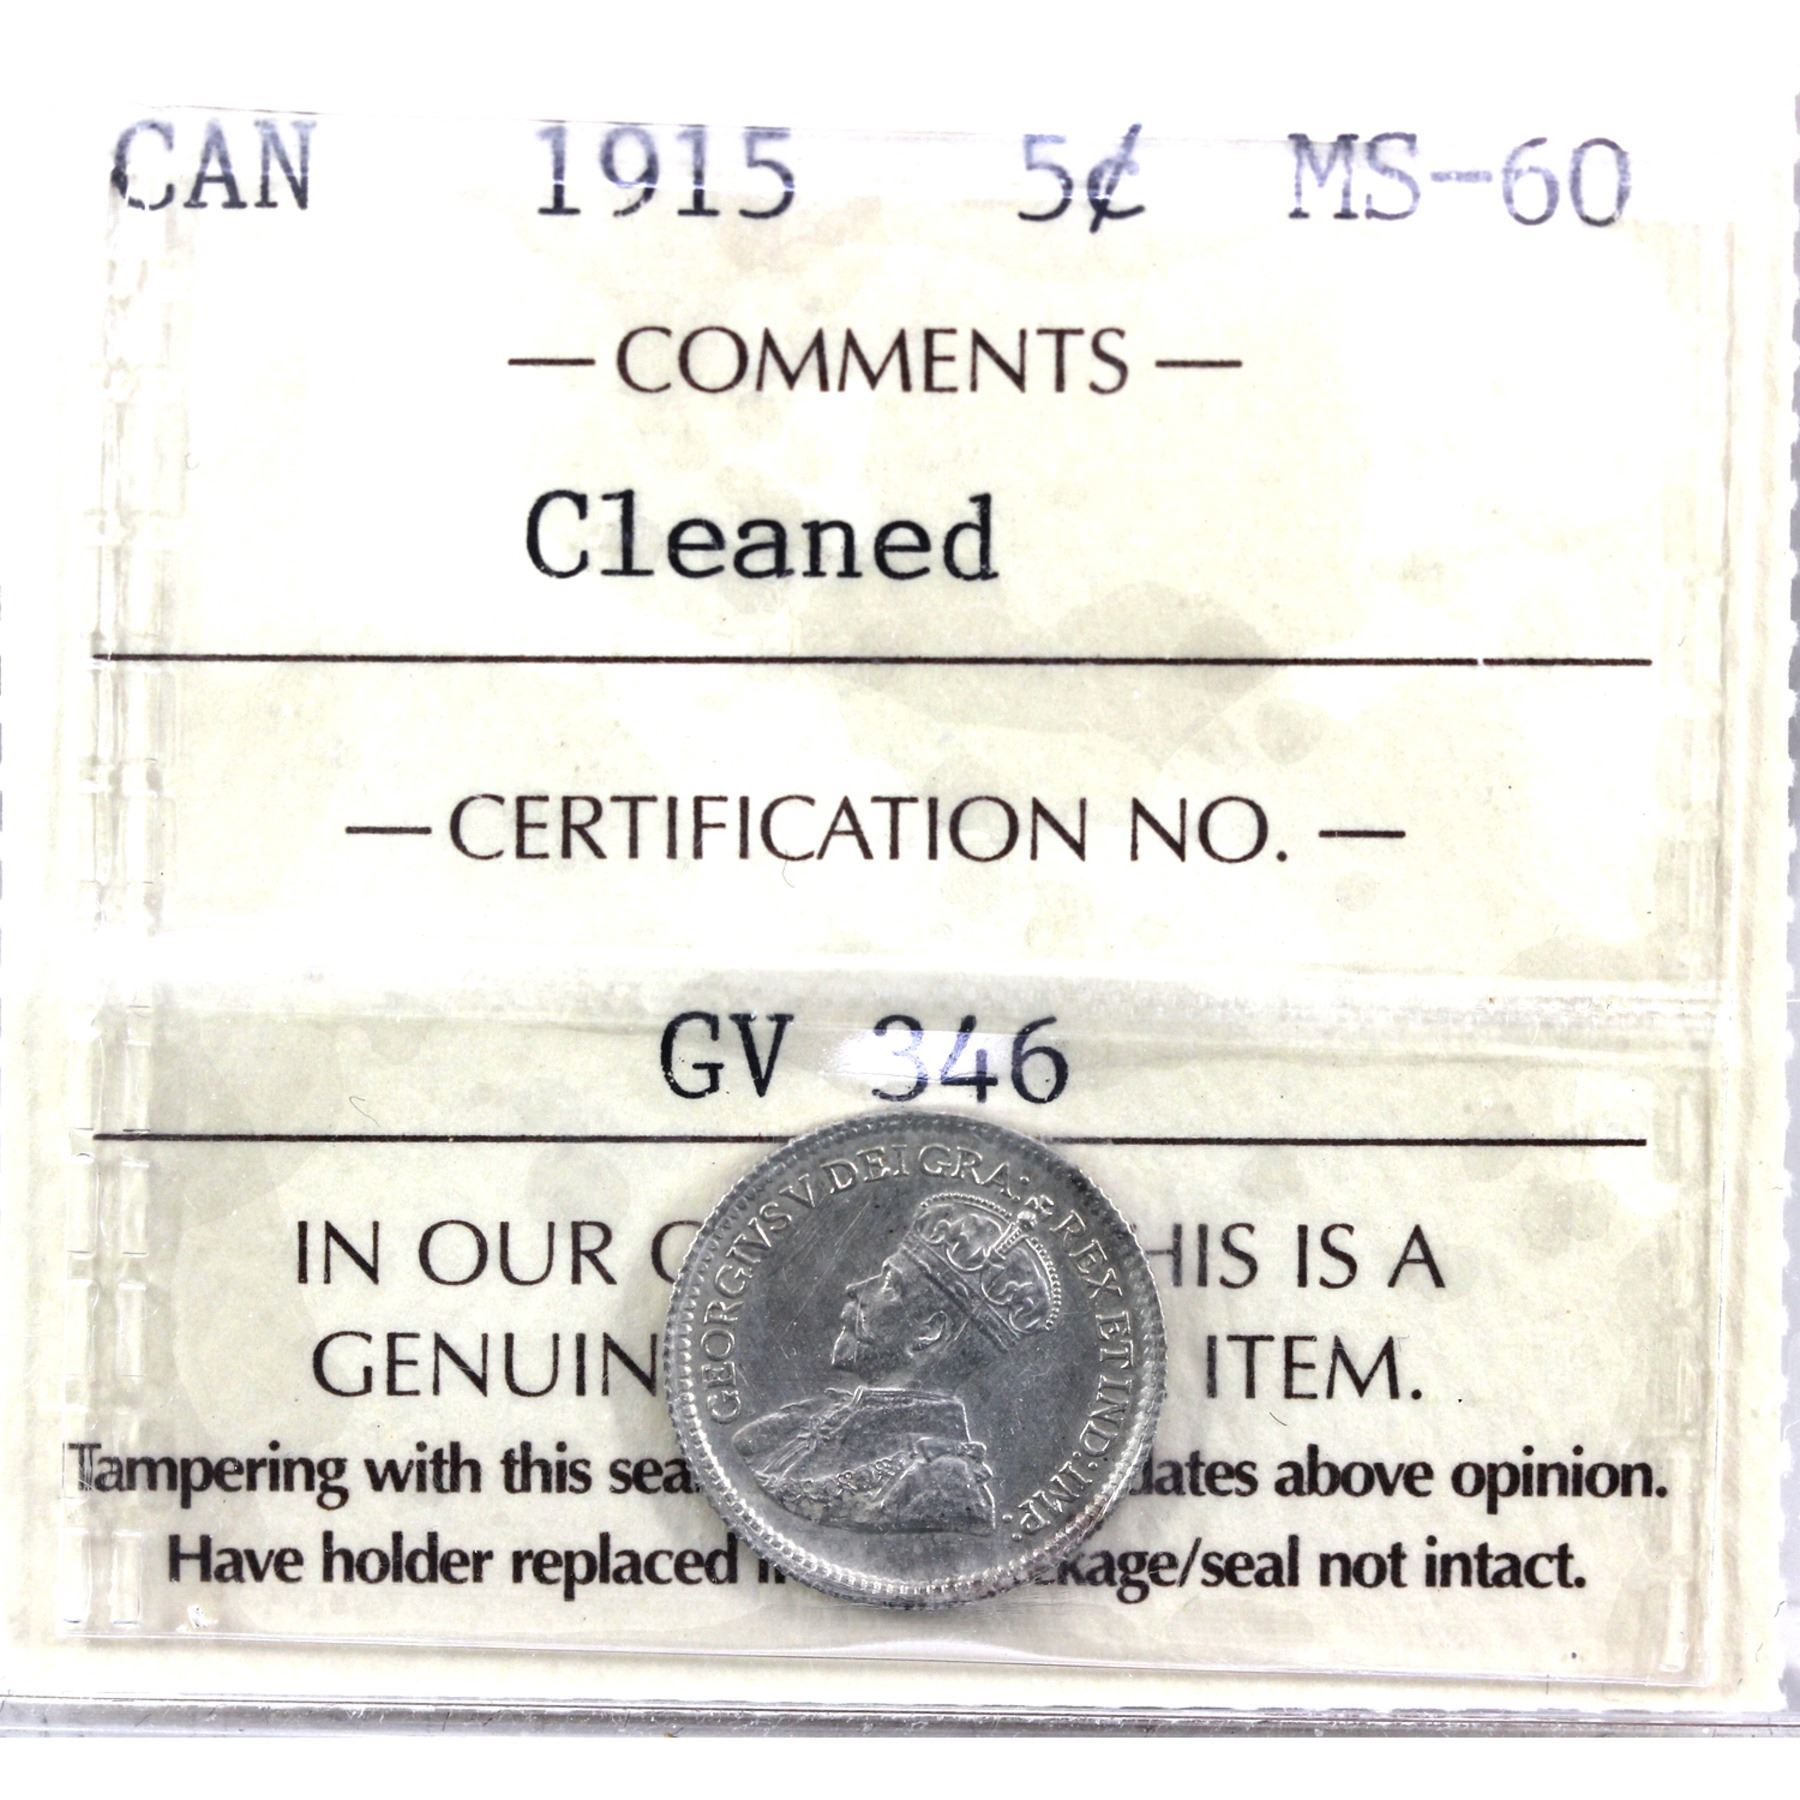 CAN 1915 5¢ MS-60
— COMMENTS —
Cleaned
— CERTIFICATION NO. —
GV 346
IN OUR HIS IS A
GENUIN ITEM.
Tampering with this sea dates above opinion.
Have holder replaced kage/seal not intact.
GEORGIVS V DEI GRA: & REX ET IND: IMP: